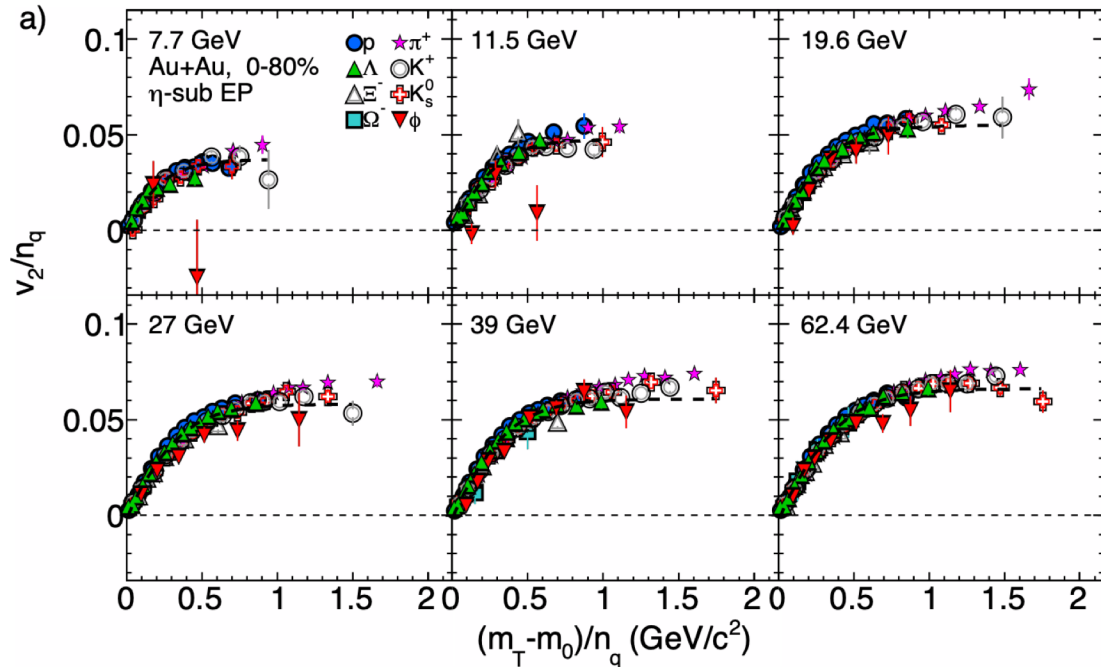 a)
0.1
0.05
0
7.7 GeV
Au+Au, 0-80%
η-sub EP
p π⁺
Λ K⁺
Ξ⁻ K⁰s
Ω⁻ ϕ
11.5 GeV
19.6 GeV
v₂/n_q
0.1
0.05
0
27 GeV
39 GeV
62.4 GeV
0 0.5 1 1.5 2 0 0.5 1 1.5 2 0 0.5 1 1.5 2
(m_T-m₀)/n_q (GeV/c²)